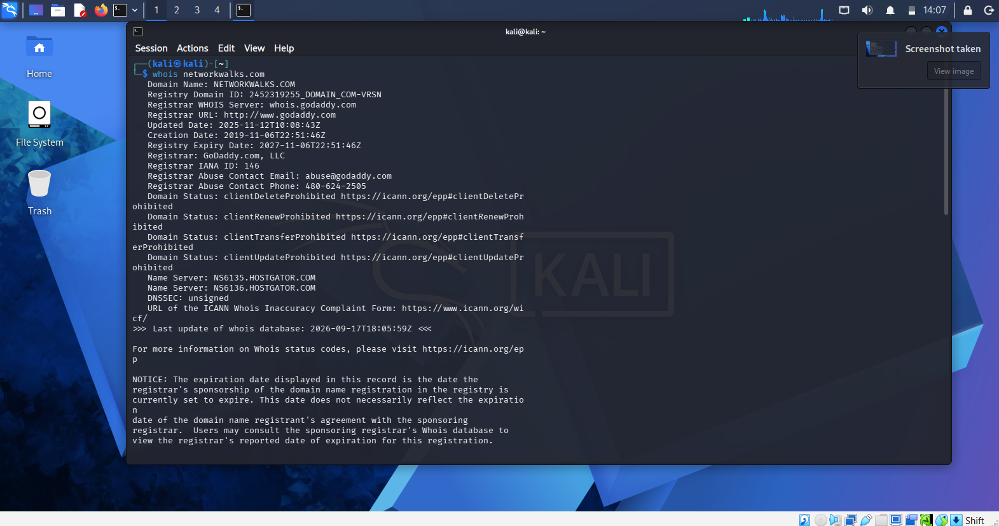 1 2 3 4
14:07
kali@kali: ~
Session Actions Edit View Help
Screenshot taken
View image
Home
File System
Trash
┌──(kali㉿kali)-[~]
└─$ whois networkwalks.com
   Domain Name: NETWORKWALKS.COM
   Registry Domain ID: 2452319255_DOMAIN_COM-VRSN
   Registrar WHOIS Server: whois.godaddy.com
   Registrar URL: http://www.godaddy.com
   Updated Date: 2025-11-12T10:08:43Z
   Creation Date: 2019-11-06T22:51:46Z
   Registry Expiry Date: 2027-11-06T22:51:46Z
   Registrar: GoDaddy.com, LLC
   Registrar IANA ID: 146
   Registrar Abuse Contact Email: abuse@godaddy.com
   Registrar Abuse Contact Phone: 480-624-2505
   Domain Status: clientDeleteProhibited https://icann.org/epp#clientDeletePr
ohibited
   Domain Status: clientRenewProhibited https://icann.org/epp#clientRenewProh
ibited
   Domain Status: clientTransferProhibited https://icann.org/epp#clientTransf
erProhibited
   Domain Status: clientUpdateProhibited https://icann.org/epp#clientUpdatePr
ohibited
   Name Server: NS6135.HOSTGATOR.COM
   Name Server: NS6136.HOSTGATOR.COM
   DNSSEC: unsigned
   URL of the ICANN Whois Inaccuracy Complaint Form: https://www.icann.org/wi
cf/
>>> Last update of whois database: 2026-09-17T18:05:59Z <<<
For more information on Whois status codes, please visit https://icann.org/ep
p
NOTICE: The expiration date displayed in this record is the date the
registrar's sponsorship of the domain name registration in the registry is
currently set to expire. This date does not necessarily reflect the expiratio
n
date of the domain name registrant's agreement with the sponsoring
registrar.  Users may consult the sponsoring registrar's Whois database to
view the registrar's reported date of expiration for this registration.
KALI
Shift